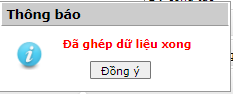 Thông báo
Đã ghép dữ liệu xong
Đồng ý